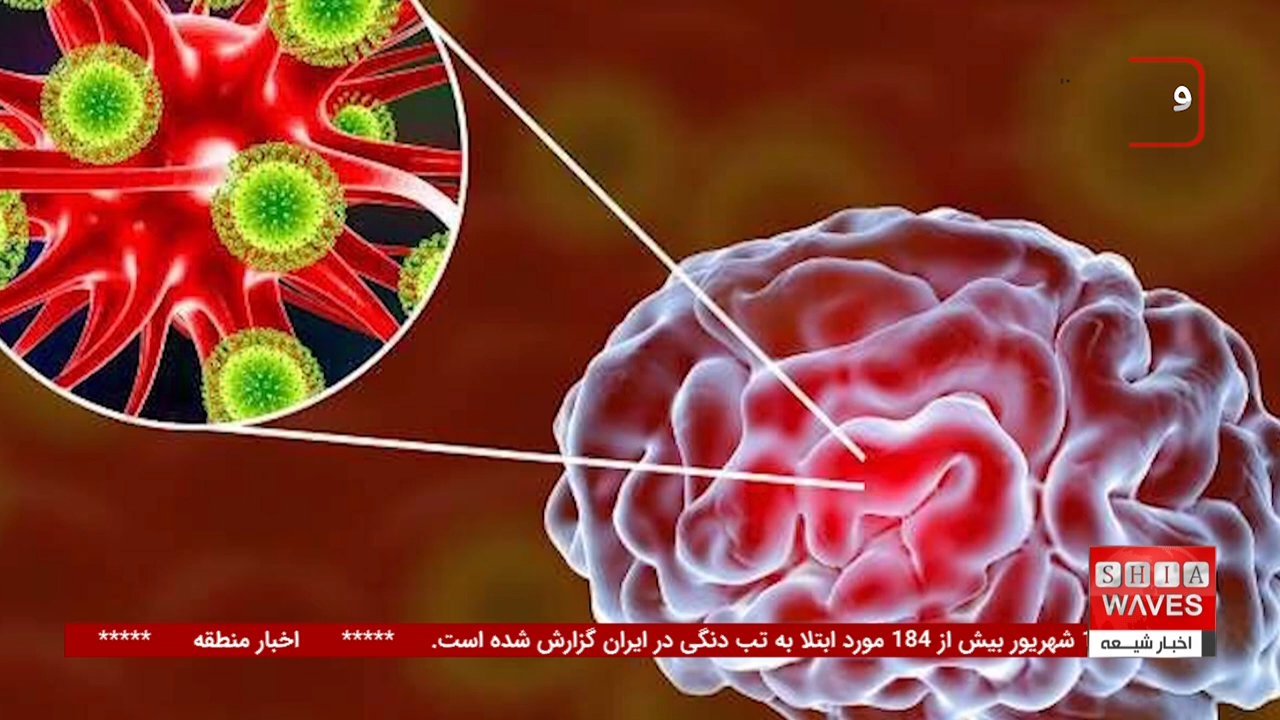 و
SHIA
WAVES
اخبار شیعه
شهریور بیش از 184 مورد ابتلا به تب دنگی در ایران گزارش شده است. ***** اخبار منطقه *****